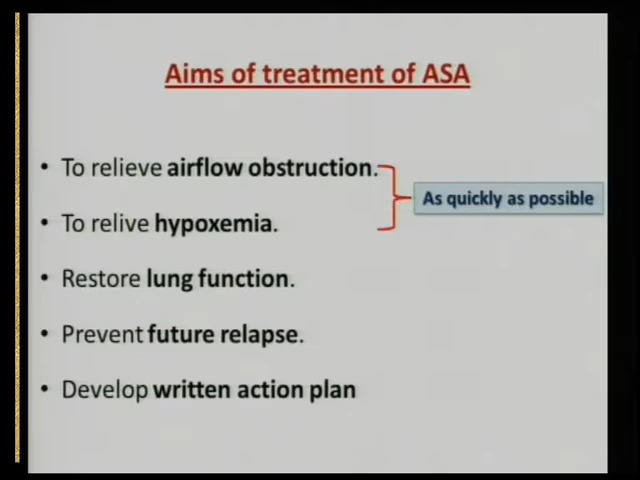 Aims of treatment of ASA
• To relieve airflow obstruction.
As quickly as possible
• To relive hypoxemia.
• Restore lung function.
• Prevent future relapse.
• Develop written action plan